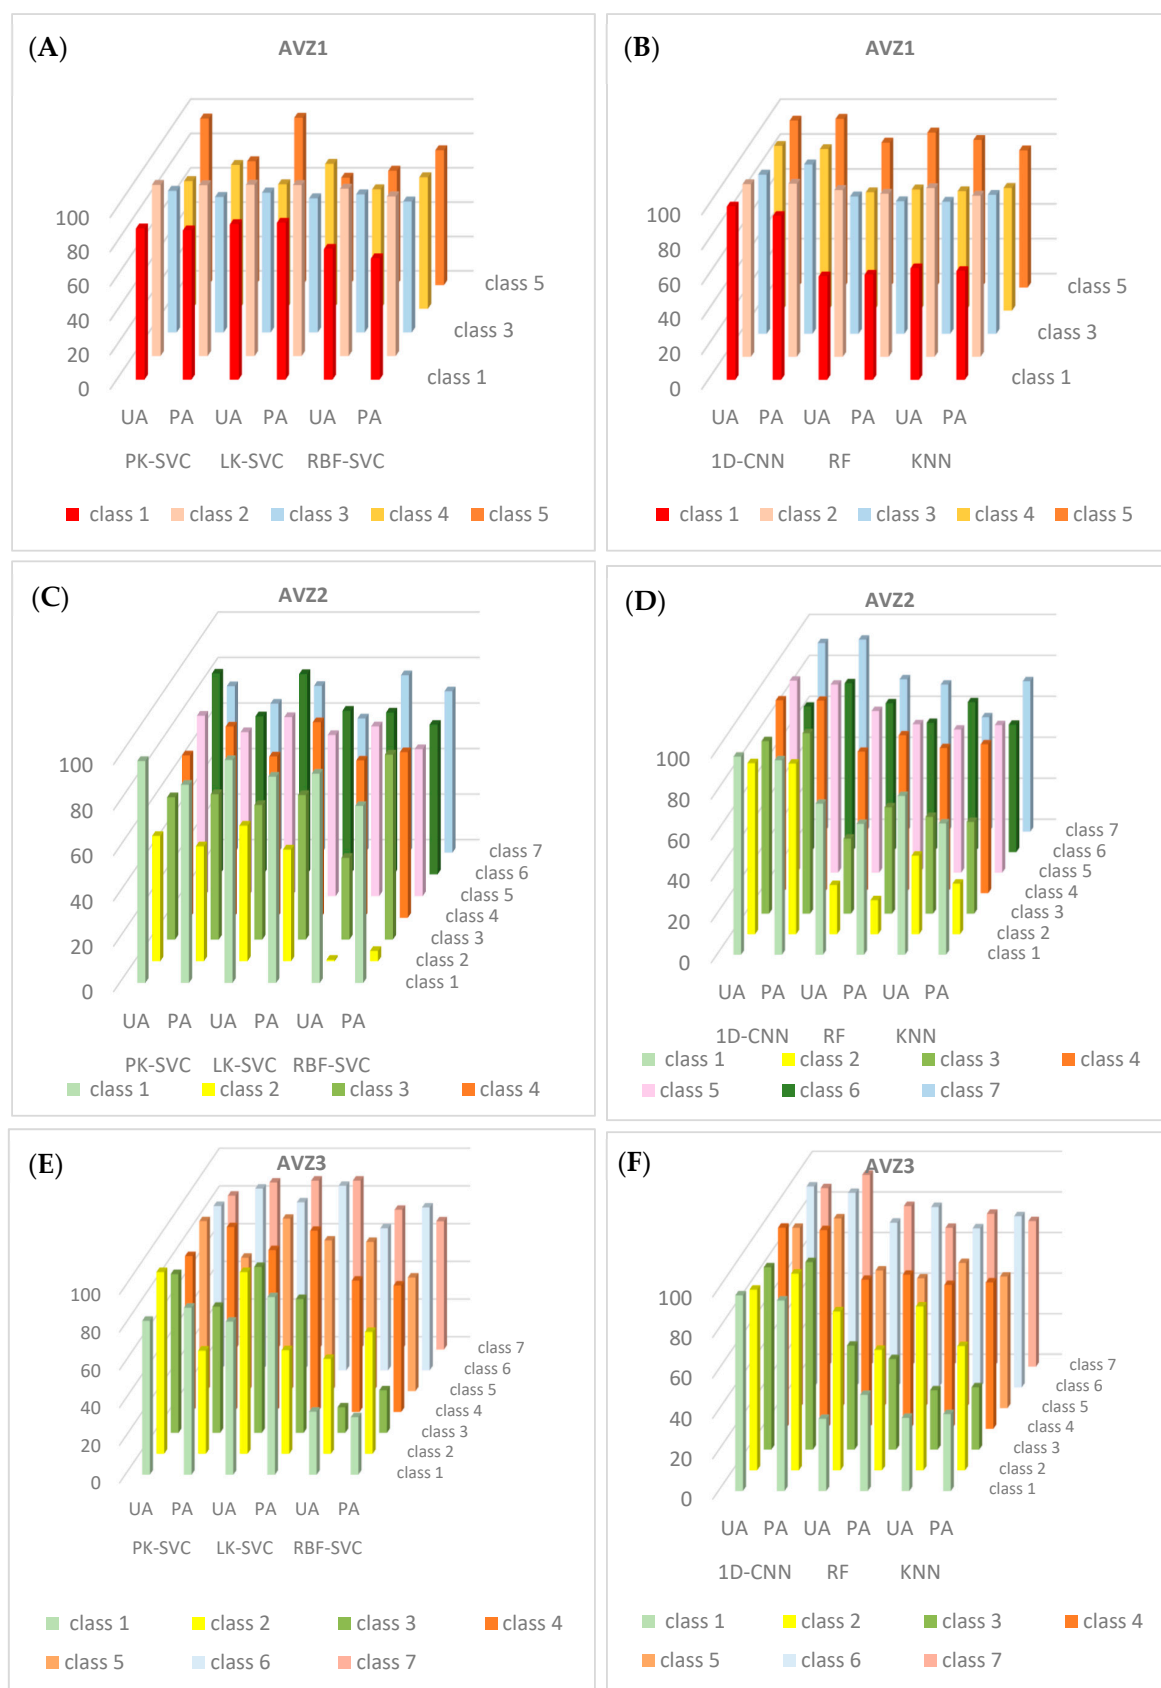 (A)
AVZ1
100
80
60
40
20
0
class 5
class 3
class 1
UA PA UA PA UA PA
PK-SVC LK-SVC RBF-SVC
class 1 class 2 class 3 class 4 class 5
(B)
AVZ1
100
80
60
40
20
0
class 5
class 3
class 1
UA PA UA PA UA PA
1D-CNN RF KNN
class 1 class 2 class 3 class 4 class 5
(C)
AVZ2
100
80
60
40
20
0
class 7
class 6
class 5
class 4
class 3
class 2
class 1
UA PA UA PA UA PA
PK-SVC LK-SVC RBF-SVC
class 1 class 2 class 3 class 4
(D)
AVZ2
100
80
60
40
20
0
class 7
class 6
class 5
class 4
class 3
class 2
class 1
UA PA UA PA UA PA
1D-CNN RF KNN
class 1 class 2 class 3 class 4
class 5 class 6 class 7
(E)
AVZ3
100
80
60
40
20
0
class 7
class 6
class 5
class 4
class 3
class 2
class 1
UA PA UA PA UA PA
PK-SVC LK-SVC RBF-SVC
class 1 class 2 class 3 class 4
class 5 class 6 class 7
(F)
AVZ3
100
80
60
40
20
0
class 7
class 6
class 5
class 4
class 3
class 2
class 1
UA PA UA PA UA PA
1D-CNN RF KNN
class 1 class 2 class 3 class 4
class 5 class 6 class 7